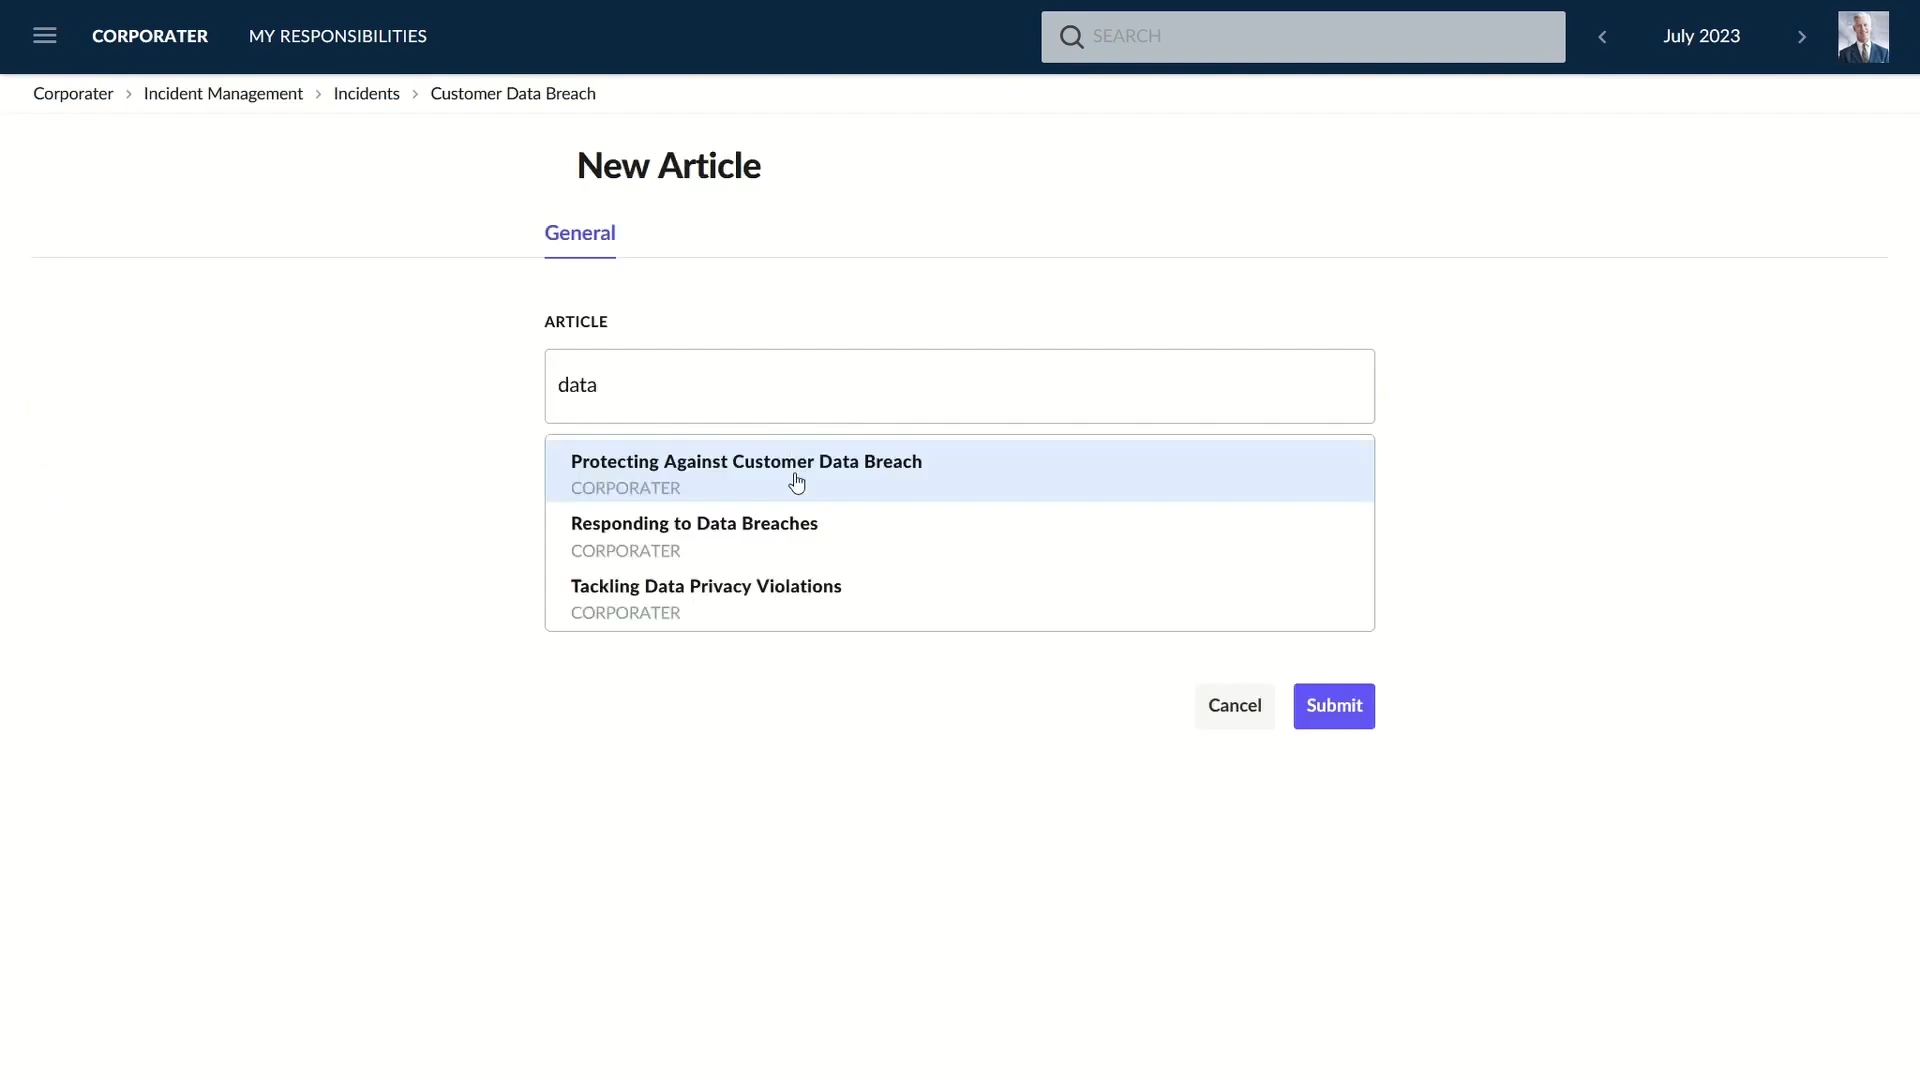 CORPORATER MY RESPONSIBILITIES SEARCH July 2023
Corporater > Incident Management > Incidents > Customer Data Breach
New Article
General
ARTICLE
data
Protecting Against Customer Data Breach
CORPORATER
Responding to Data Breaches
CORPORATER
Tackling Data Privacy Violations
CORPORATER
Cancel Submit